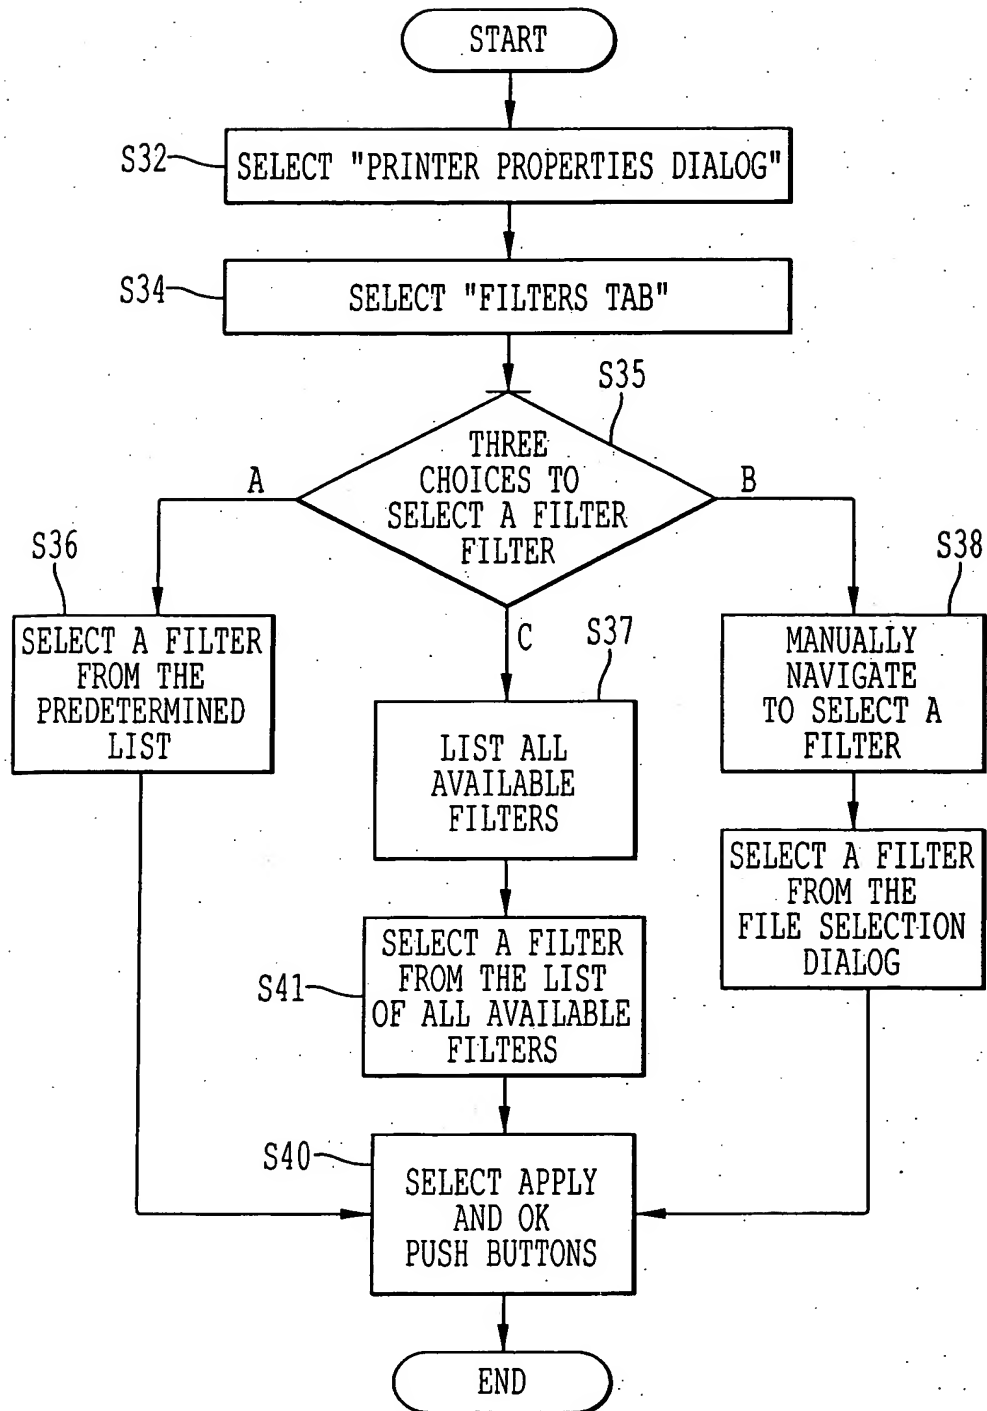 START
S32
SELECT "PRINTER PROPERTIES DIALOG"
S34
SELECT "FILTERS TAB"
S35
THREE
CHOICES TO
SELECT A FILTER
FILTER
A
B
C
S36
SELECT A FILTER
FROM THE
PREDETERMINED
LIST
S37
LIST ALL
AVAILABLE
FILTERS
S38
MANUALLY
NAVIGATE
TO SELECT A
FILTER
SELECT A FILTER
FROM THE
FILE SELECTION
DIALOG
S41
SELECT A FILTER
FROM THE LIST
OF ALL AVAILABLE
FILTERS
S40
SELECT APPLY
AND OK
PUSH BUTTONS
END